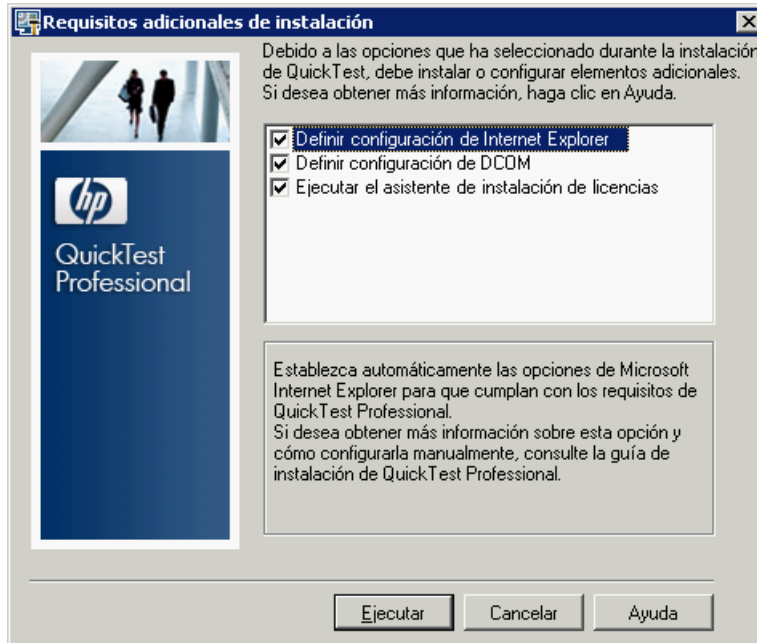 Requisitos adicionales de instalación
Debido a las opciones que ha seleccionado durante la instalación
de QuickTest, debe instalar o configurar elementos adicionales.
Si desea obtener más información, haga clic en Ayuda.
Definir configuración de Internet Explorer
Definir configuración de DCOM
Ejecutar el asistente de instalación de licencias
hp
QuickTest
Professional
Establezca automáticamente las opciones de Microsoft
Internet Explorer para que cumplan con los requisitos de
QuickTest Professional.
Si desea obtener más información sobre esta opción y
cómo configurarla manualmente, consulte la guía de
instalación de QuickTest Professional.
Ejecutar
Cancelar
Ayuda